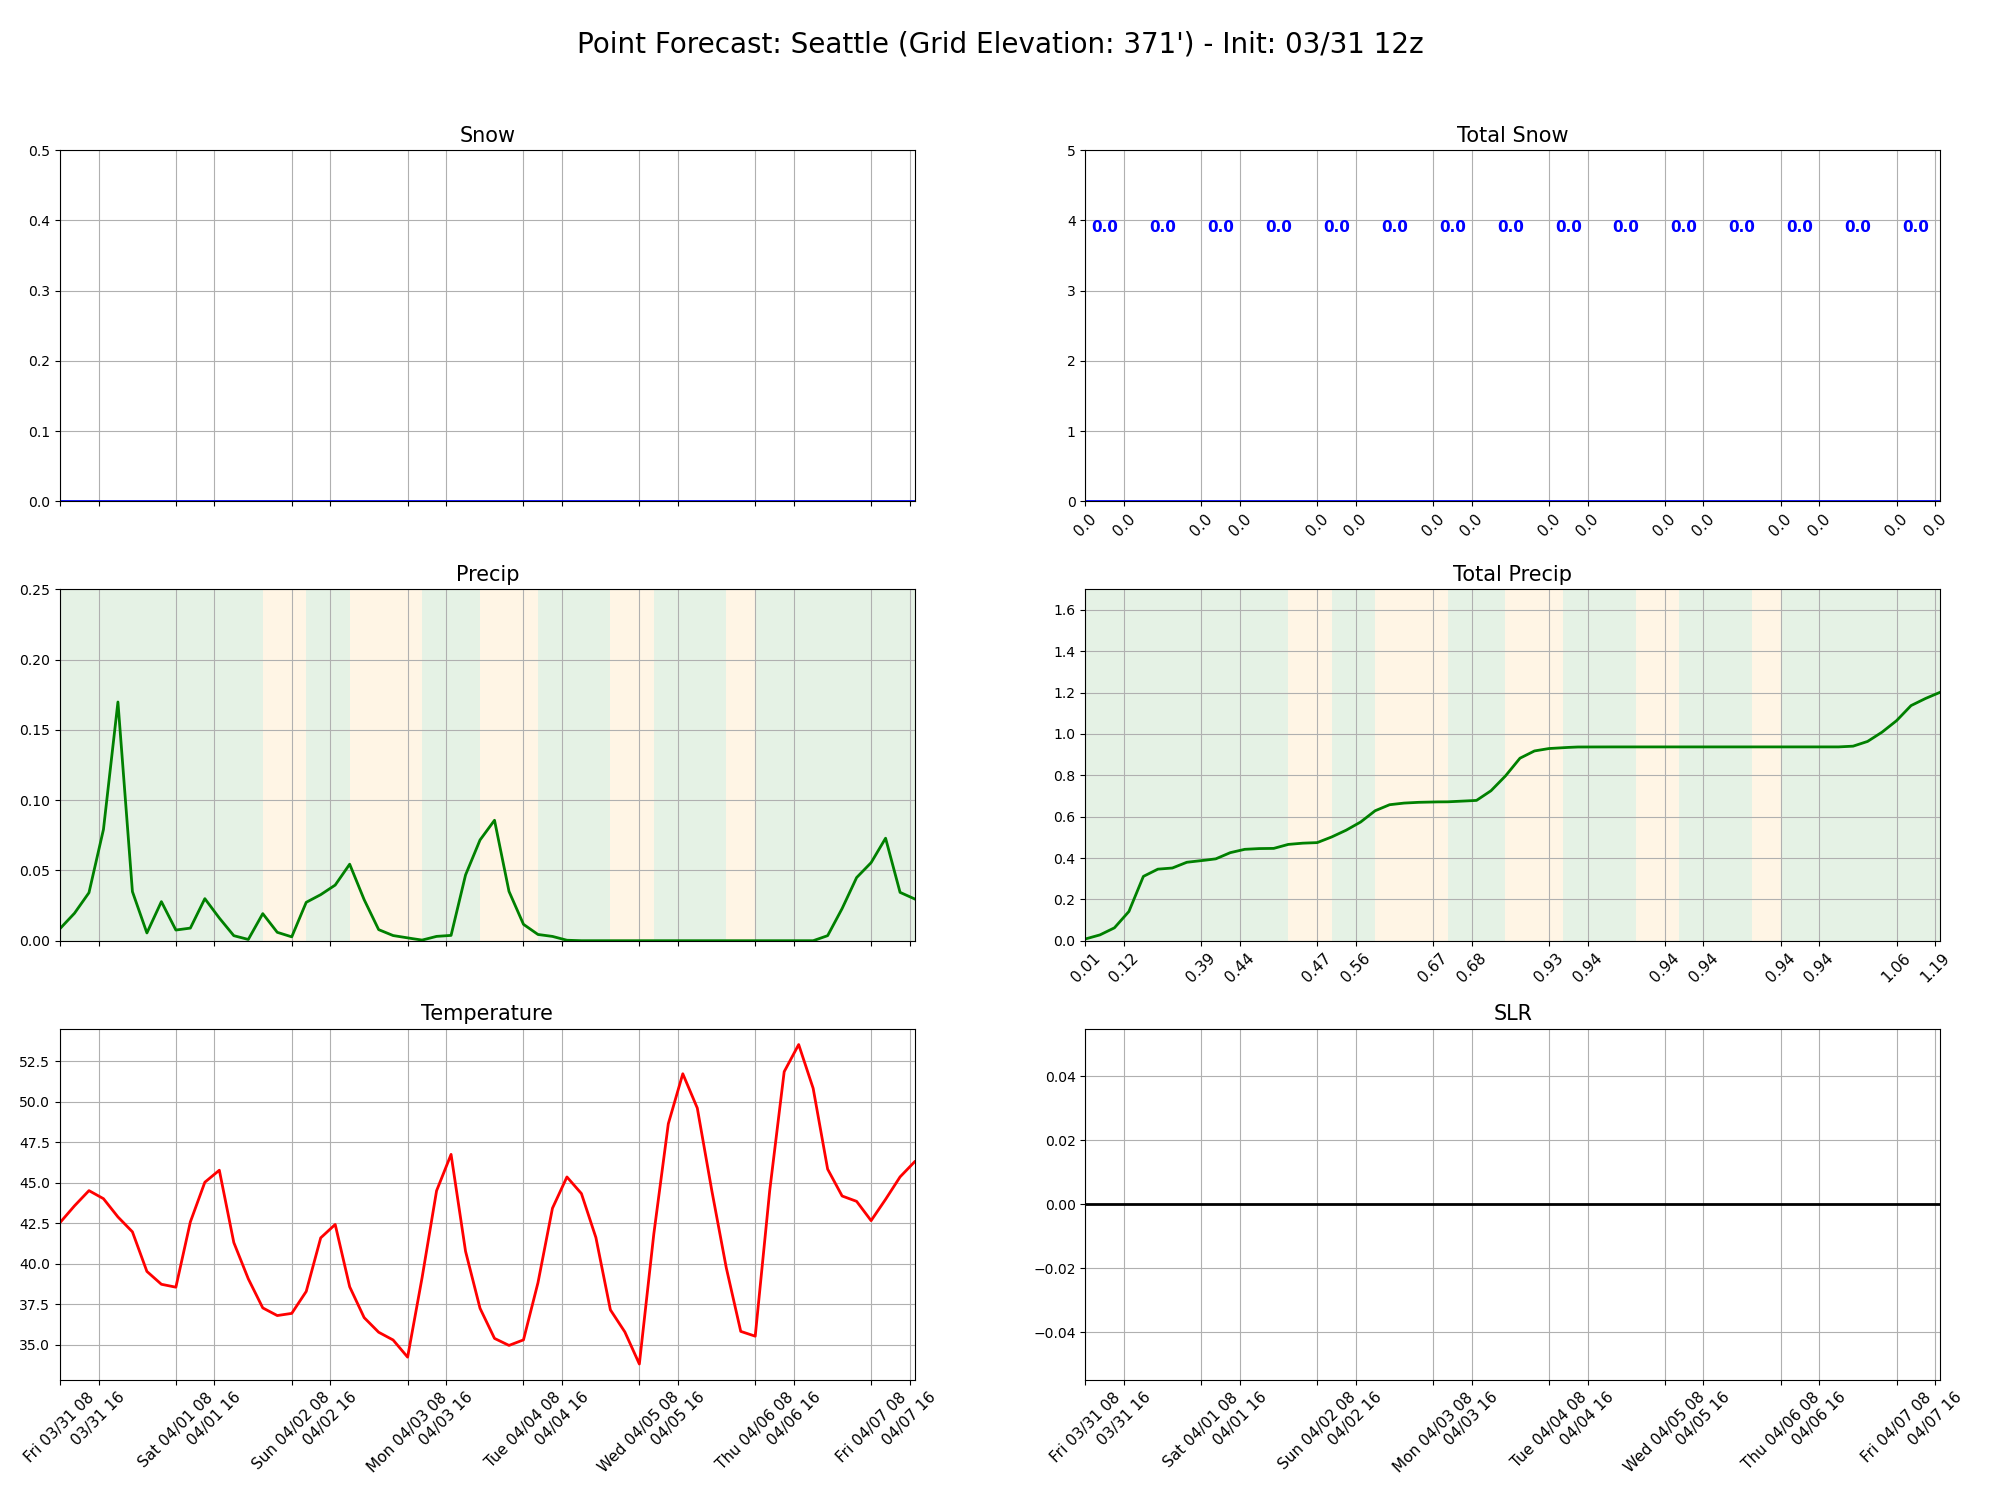 Point Forecast: Seattle (Grid Elevation: 371') - Init: 03/31 12z
Snow
0.5
0.4
0.3
0.2
0.1
0.0
Total Snow
5
4
3
2
1
0
0.0 0.0 0.0 0.0 0.0 0.0 0.0 0.0 0.0 0.0 0.0 0.0 0.0 0.0 0.0
0.0 0.0 0.0 0.0 0.0 0.0 0.0 0.0 0.0 0.0 0.0 0.0 0.0 0.0 0.0 0.0
Precip
0.25
0.20
0.15
0.10
0.05
0.00
Total Precip
1.6
1.4
1.2
1.0
0.8
0.6
0.4
0.2
0.0
0.01 0.12 0.39 0.44 0.47 0.56 0.67 0.68 0.93 0.94 0.94 0.94 0.94 0.94 1.06 1.19
Temperature
52.5
50.0
47.5
45.0
42.5
40.0
37.5
35.0
Fri 03/31 08
03/31 16
Sat 04/01 08
04/01 16
Sun 04/02 08
04/02 16
Mon 04/03 08
04/03 16
Tue 04/04 08
04/04 16
Wed 04/05 08
04/05 16
Thu 04/06 08
04/06 16
Fri 04/07 08
04/07 16
SLR
0.04
0.02
0.00
−0.02
−0.04
Fri 03/31 08
03/31 16
Sat 04/01 08
04/01 16
Sun 04/02 08
04/02 16
Mon 04/03 08
04/03 16
Tue 04/04 08
04/04 16
Wed 04/05 08
04/05 16
Thu 04/06 08
04/06 16
Fri 04/07 08
04/07 16